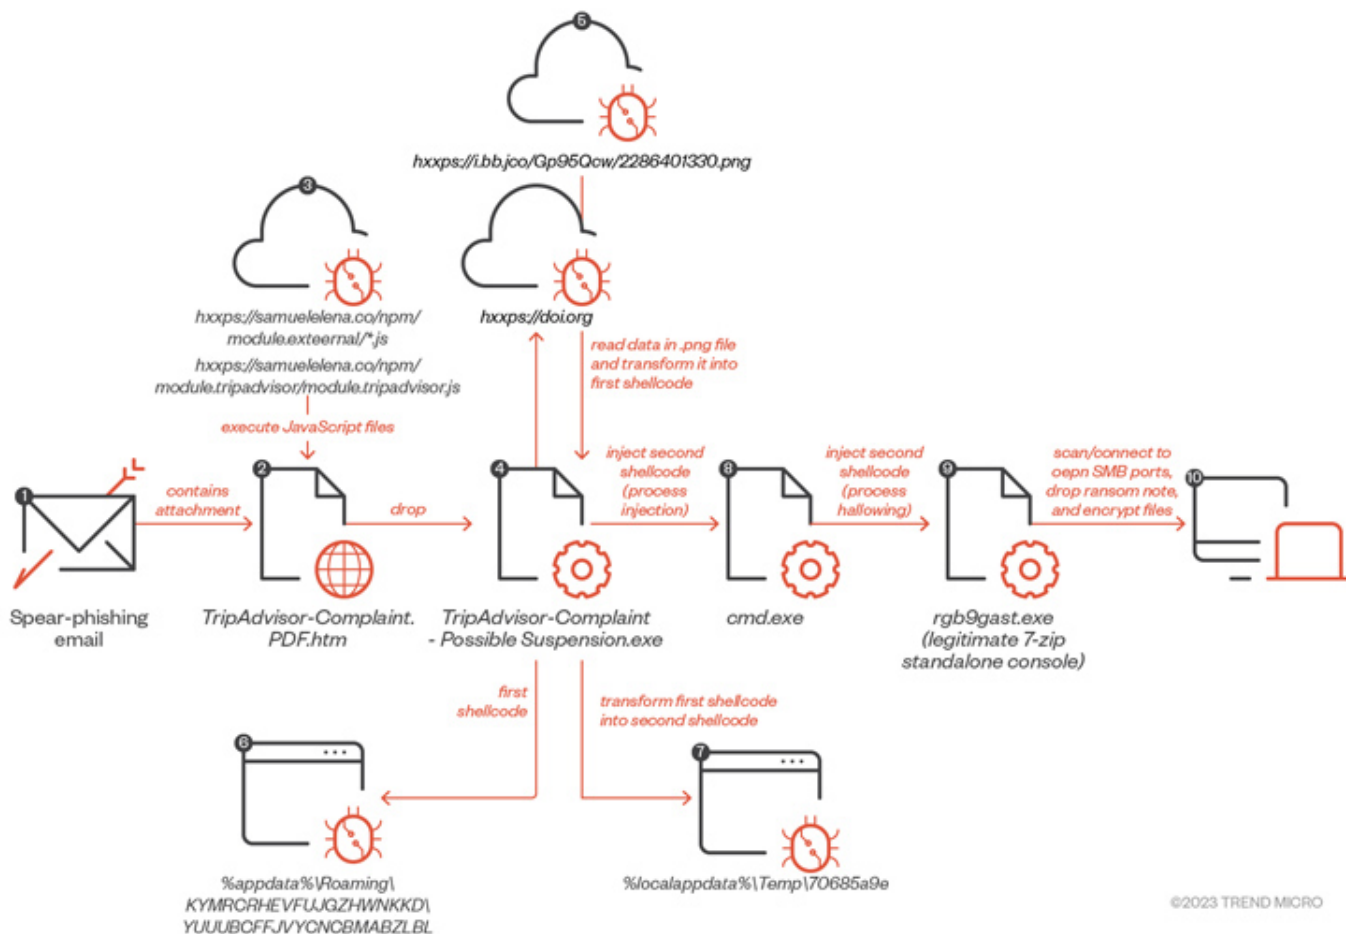 5
hxxps://i.bb.jco/Gp95Qcw/2286401330.png
3
hxxps://samuelelena.co/npm/
module.exteernal/*.js
hxxps://samuelelena.co/npm/
module.tripadvisor/module.tripadvisor.js
execute JavaScript files
hxxps://doi.org
read data in .png file
and transform it into
first shellcode
1
Spear-phishing
email
contains
attachment
2
TripAdvisor-Complaint.
PDF.htm
drop
4
TripAdvisor-Complaint
- Possible Suspension.exe
inject second
shellcode
(process
injection)
8
cmd.exe
inject second
shellcode
(process
hallowing)
9
rgb9gast.exe
(legitimate 7-zip
standalone console)
scan/connect to
oepn SMB ports,
drop ransom note,
and encrypt files
10
first
shellcode
transform first shellcode
into second shellcode
6
%appdata%\Roaming\
KYMRCRHEVFUJGZHWNKKD\
YUUUBCFFJVYCNCBMABZLBL
7
%localappdata%\Temp\70685a9e
©2023 TREND MICRO